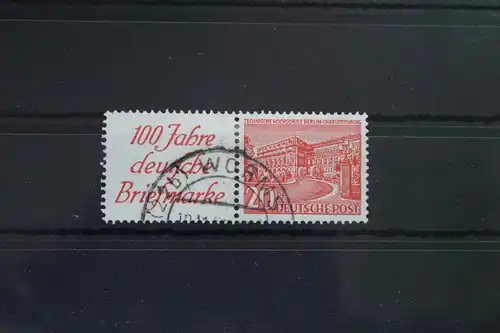 100 Jahre
deutsche
Briefmarke
TECHNISCHE HOCHSCHULE BERLIN-CHARLOTTENBURG
20
DEUTSCHE POST